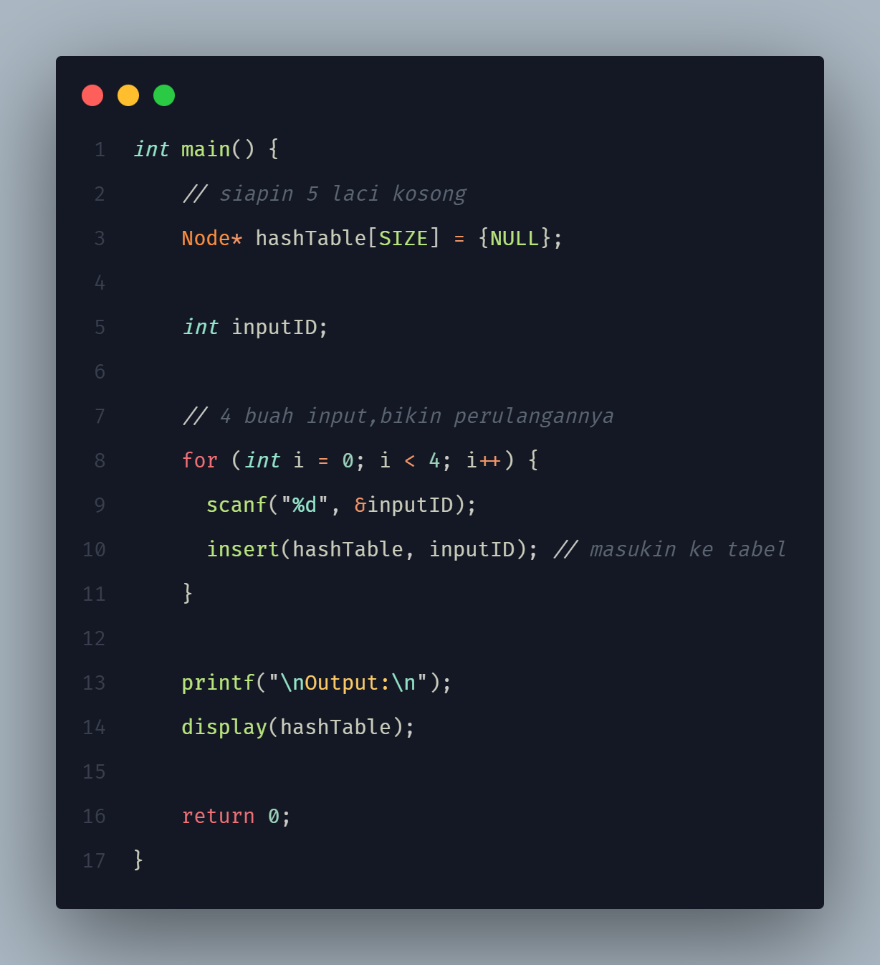 1 int main() {
2 // siapin 5 laci kosong
3 Node* hashTable[SIZE] = {NULL};
4
5 int inputID;
6
7 // 4 buah input,bikin perulangannya
8 for (int i = 0; i < 4; i++) {
9 scanf("%d", &inputID);
10 insert(hashTable, inputID); // masukin ke tabel
11 }
12
13 printf("\nOutput:\n");
14 display(hashTable);
15
16 return 0;
17 }